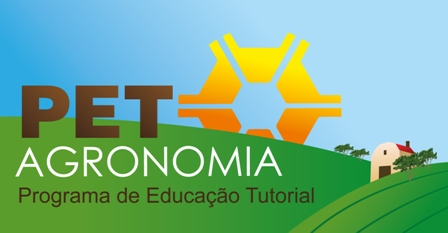 PET
AGRONOMIA
Programa de Educação Tutorial